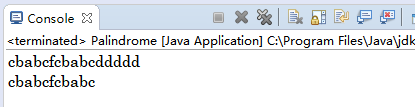 Console
<terminated> Palindrome [Java Application] C:\Program Files\Java\jdk
cbabcfcbabcddddd
cbabcfcbabc